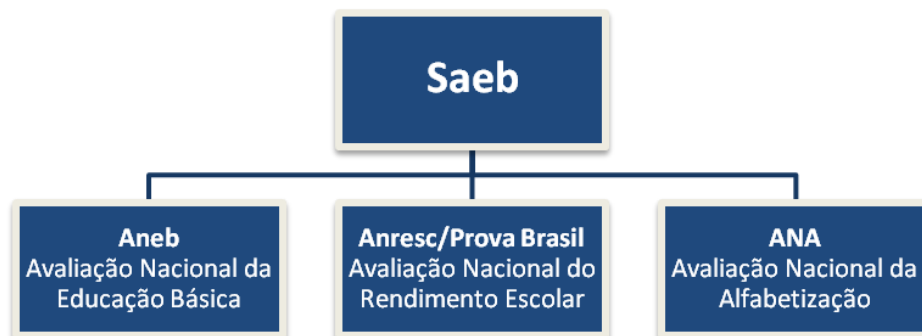 Saeb
Aneb
Avaliação Nacional da
Educação Básica
Anresc/Prova Brasil
Avaliação Nacional do
Rendimento Escolar
ANA
Avaliação Nacional da
Alfabetização